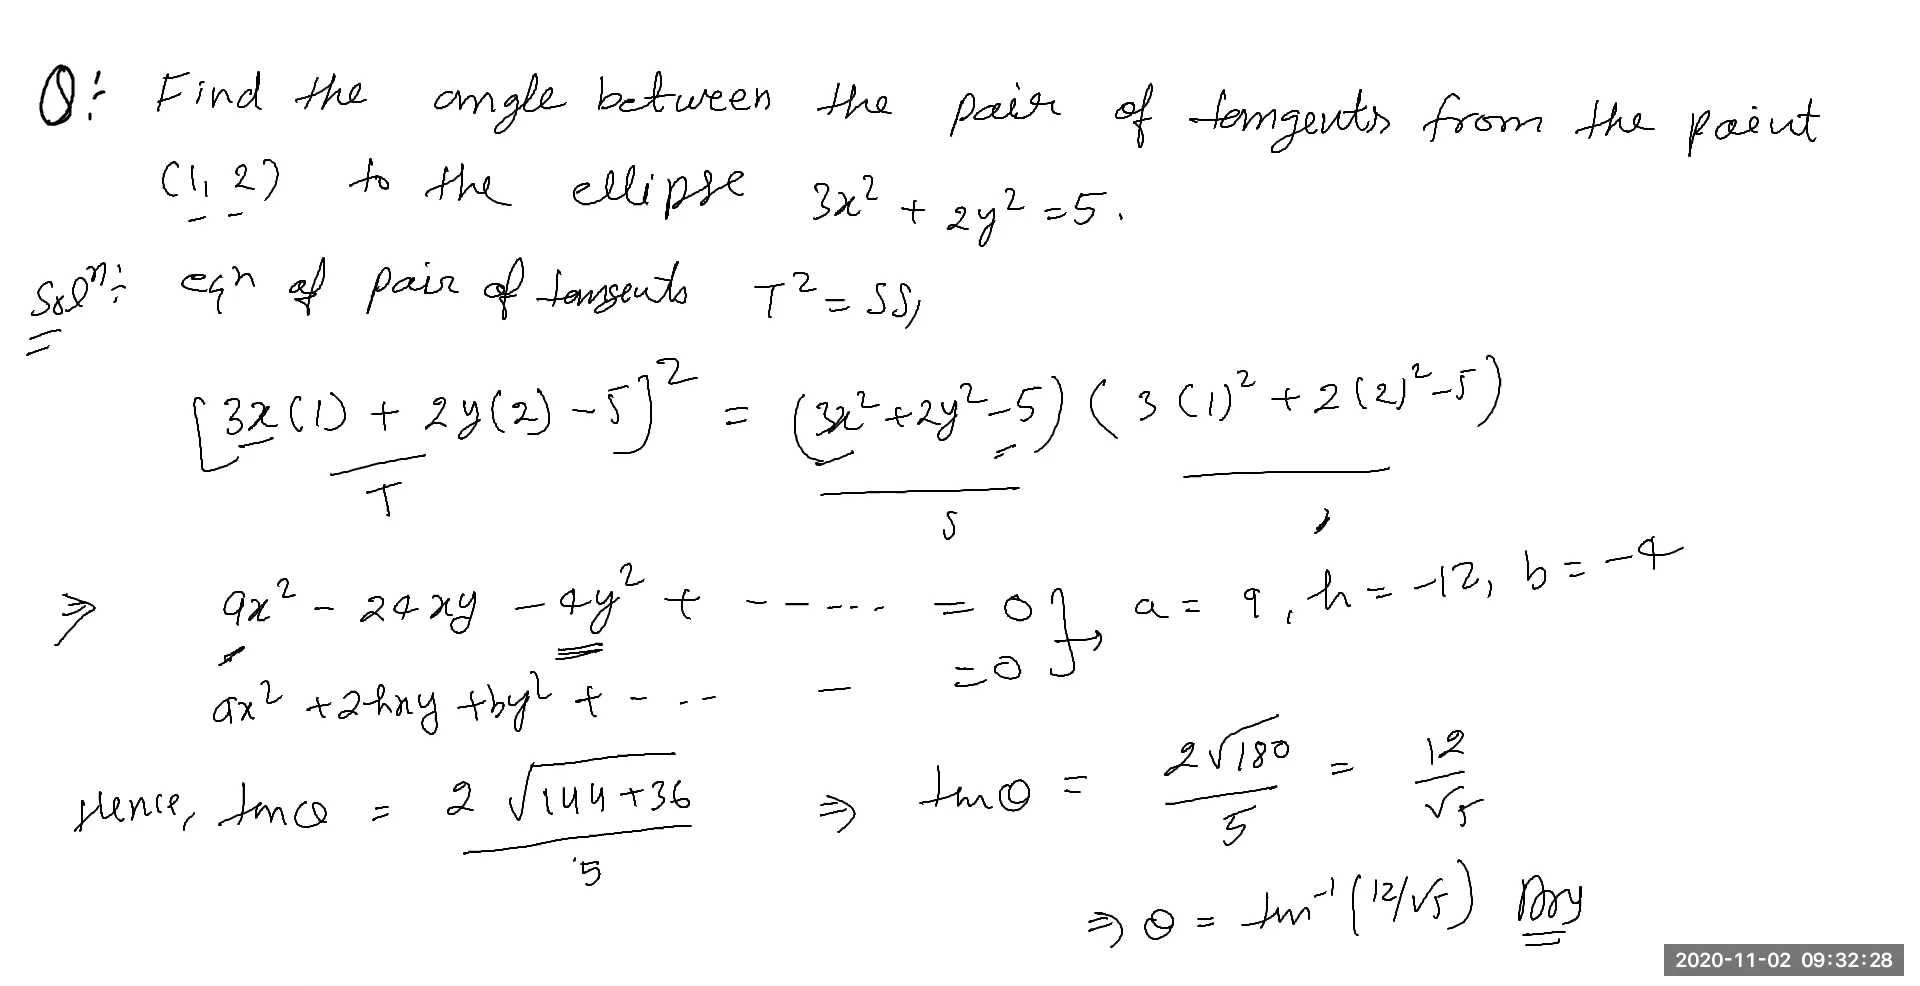 Q:- Find the angle between the pair of tangents from the point
(1, 2) to the ellipse 3x² + 2y² = 5.
Solⁿ:- eqn of pair of tangents T² = SS₁
[3x(1) + 2y(2) - 5]² = (3x² + 2y² - 5) (3(1)² + 2(2)² - 5)
T S
⇒ 9x² - 24xy - 4y² + ------ = 0 } → a = 9, h = -12, b = -4
ax² + 2hxy + by² + - -- - = 0
Hence, tanθ = 2√(144+36)/5 ⇒ tanθ = 2√180/5 = 12/√5
⇒ θ = tan⁻¹(12/√5) Ans
2020-11-02 09:32:28